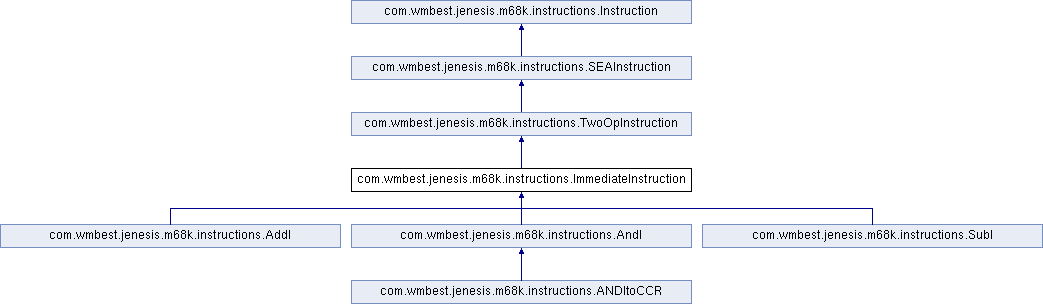 com.wmbest.jenesis.m68k.instructions.Instruction
com.wmbest.jenesis.m68k.instructions.SEAInstruction
com.wmbest.jenesis.m68k.instructions.TwoOpInstruction
com.wmbest.jenesis.m68k.instructions.ImmediateInstruction
com.wmbest.jenesis.m68k.instructions.AddI
com.wmbest.jenesis.m68k.instructions.AndI
com.wmbest.jenesis.m68k.instructions.SubI
com.wmbest.jenesis.m68k.instructions.ANDItoCCR